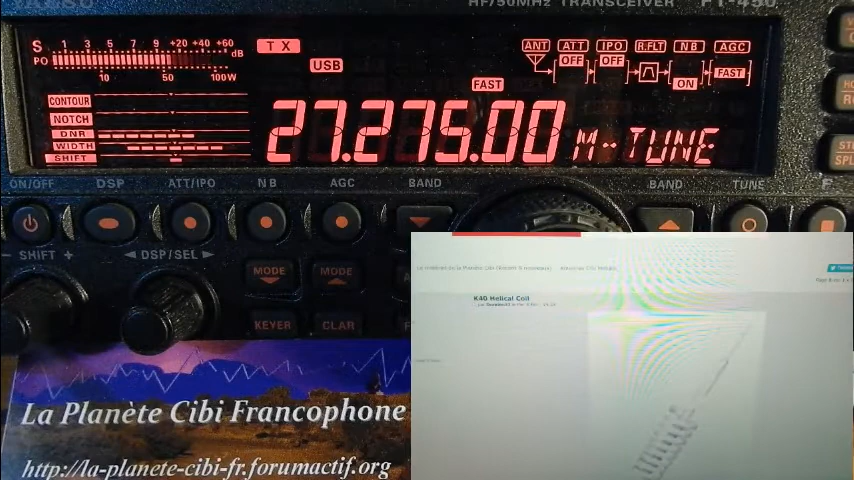 YAESU HF/50MHz TRANSCEIVER FT-450
S 1 3 5 7 9 +20 +40 +60 dB
PO 10 50 100W
TX
USB
ANT ATT IPO R.FLT NB AGC
OFF OFF ON FAST
FAST
CONTOUR
NOTCH
DNR
WIDTH
SHIFT
27.275.00 M-TUNE
ON/OFF DSP ATT/IPO NB AGC BAND BAND TUNE F
SHIFT + DSP/SEL
MODE MODE
KEYER CLAR
K40 Helical Coil
La Planète Cibi Francophone
http://la-planete-cibi-fr.forumactif.org